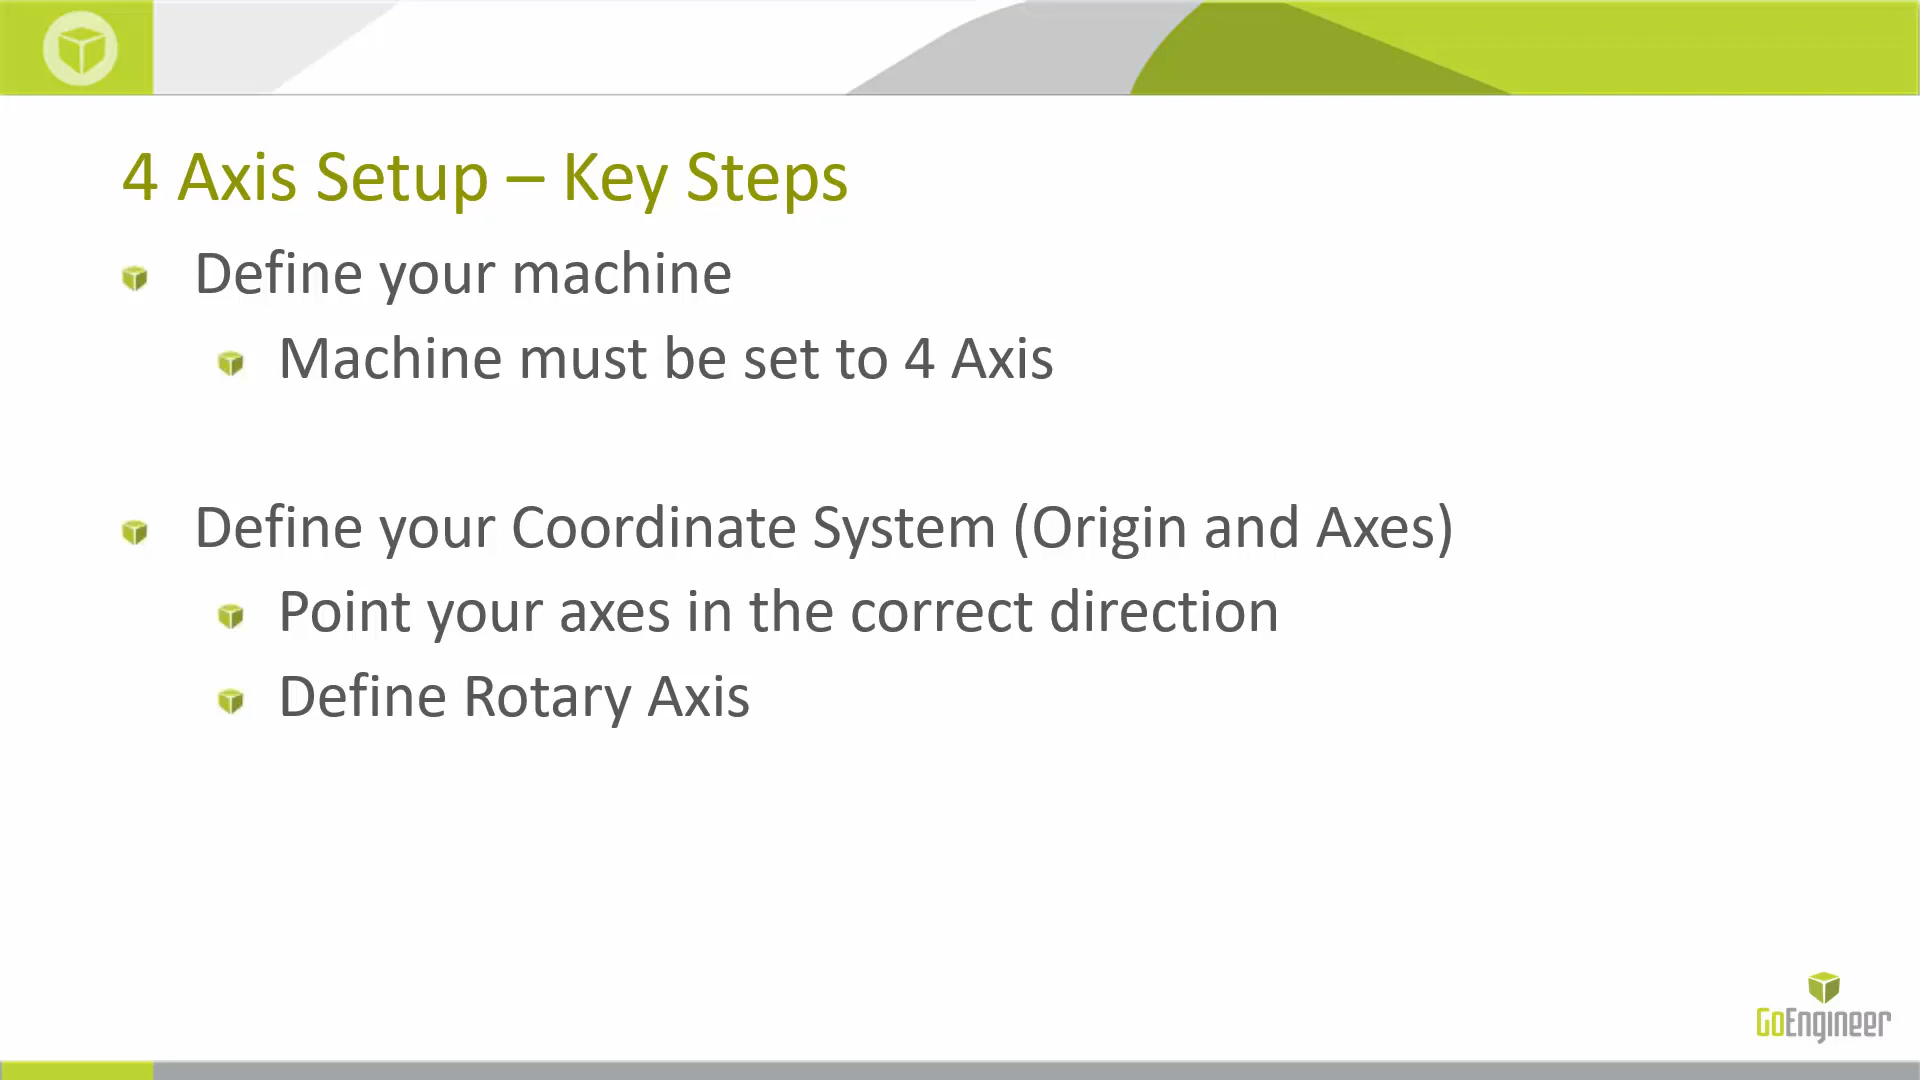 4 Axis Setup – Key Steps
Define your machine
Machine must be set to 4 Axis
Define your Coordinate System (Origin and Axes)
Point your axes in the correct direction
Define Rotary Axis
GoEngineer